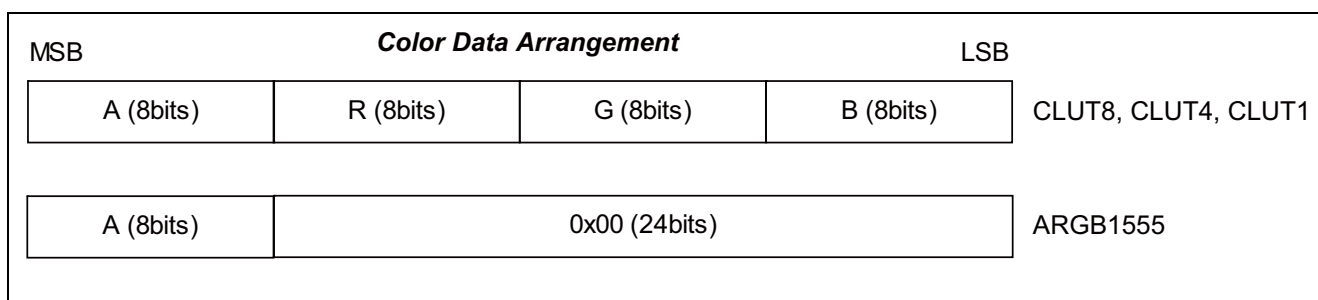 Color Data Arrangement
MSB LSB
A (8bits) R (8bits) G (8bits) B (8bits) CLUT8, CLUT4, CLUT1
A (8bits) 0x00 (24bits) ARGB1555